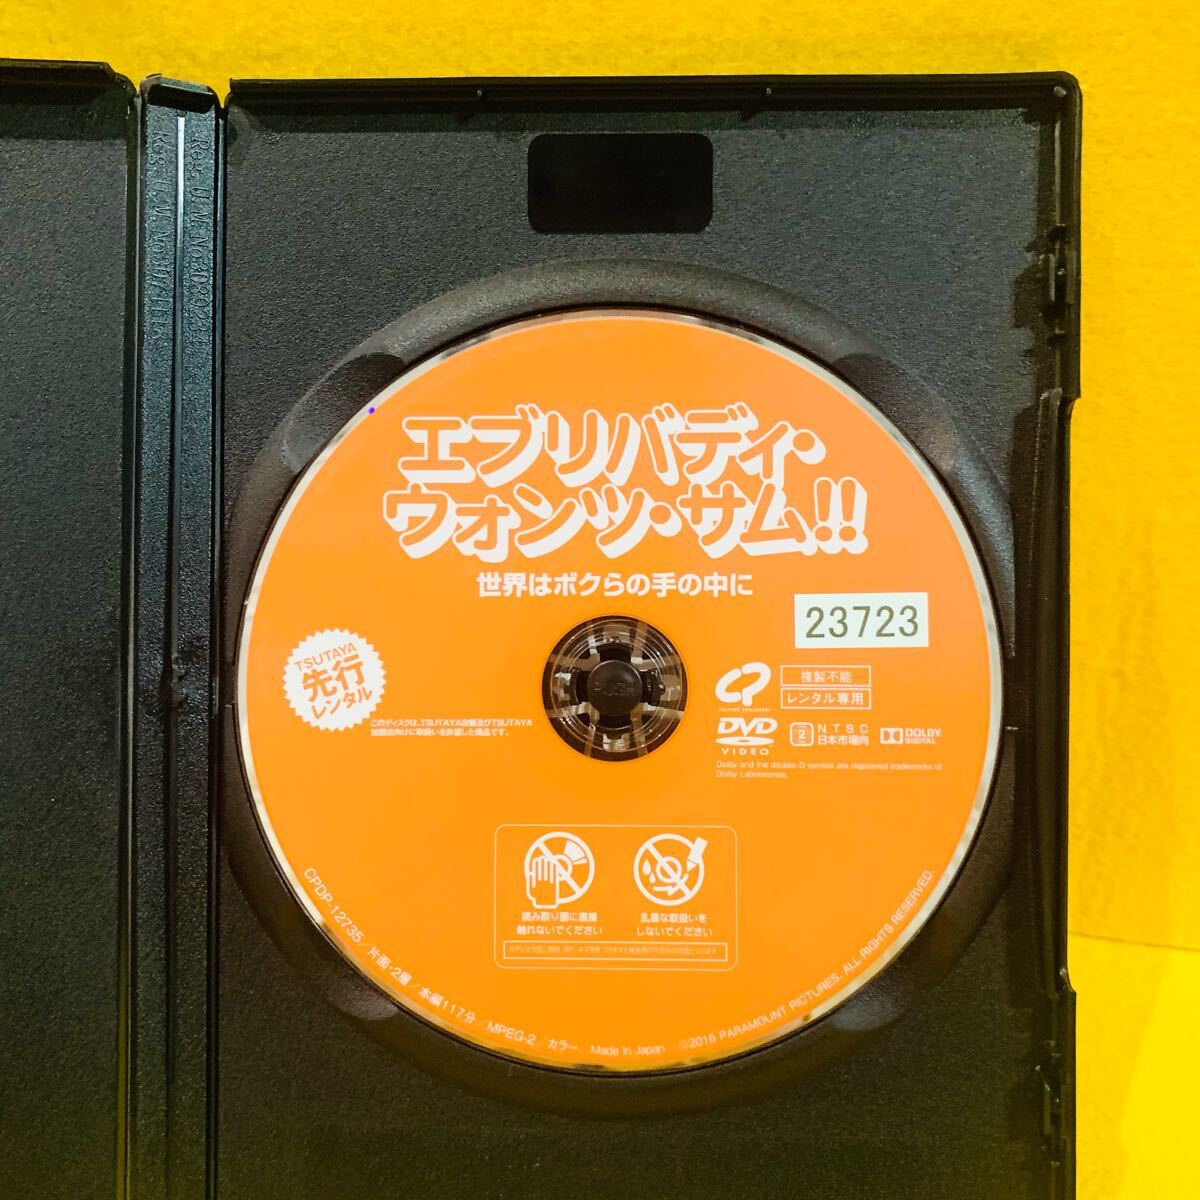 エブリバディ・
ウォンツ・サム!!
世界はボクらの手の中に
23723
TSUTAYA
先行
レンタル
このディスクは、TSUTAYA店舗及びTSUTAYA
加盟店向けに取扱いを許諾した商品です。
複製不能
レンタル専用
DVD
VIDEO
2
NTSC
日本市場向
DOLBY
DIGITAL
Dolby and the double-D symbol are registered trademarks of
Dolby Laboratories.
PUSH
読み取り面に直接
触れないでください
乱暴な取扱いを
しないでください
CPDP-12735/片面・2層/本編117分/MPEG-2/カラー Made in Japan ©2015 PARAMOUNT PICTURES. ALL RIGHTS RESERVED.